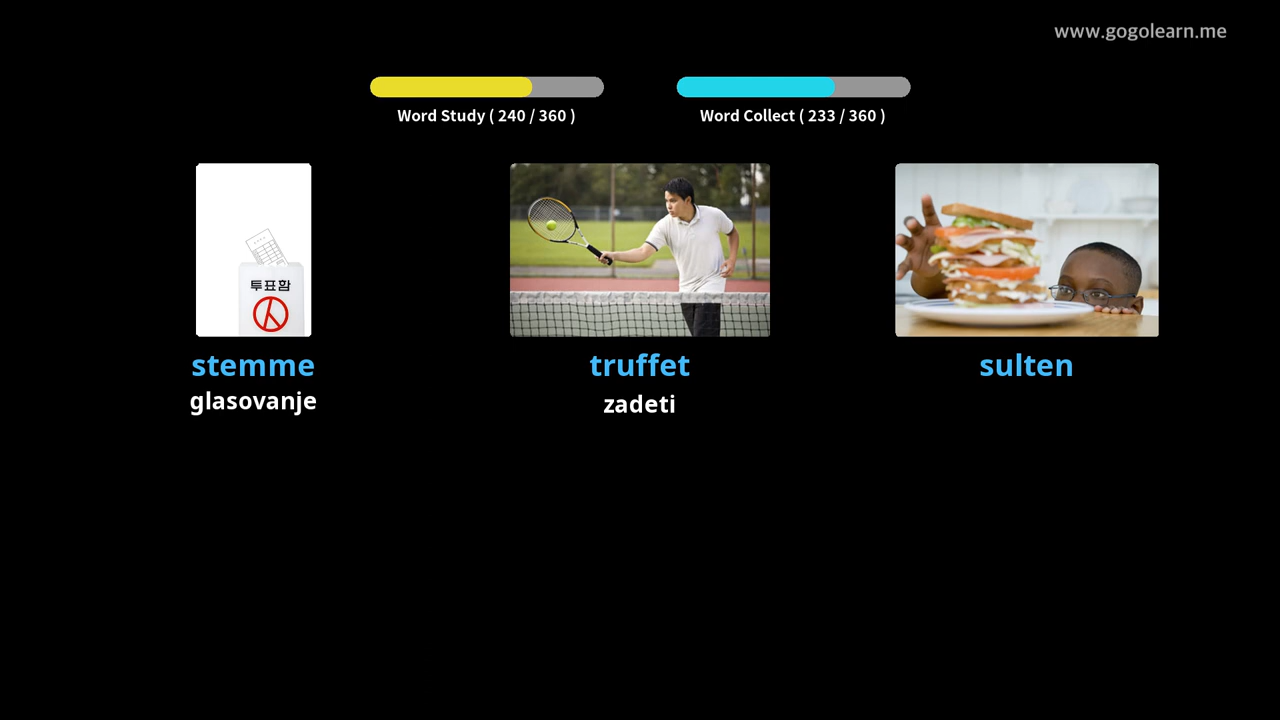 www.gogolearn.me
Word Study ( 240 / 360 )
Word Collect ( 233 / 360 )
투표함
stemme
truffet
sulten
glasovanje
zadeti